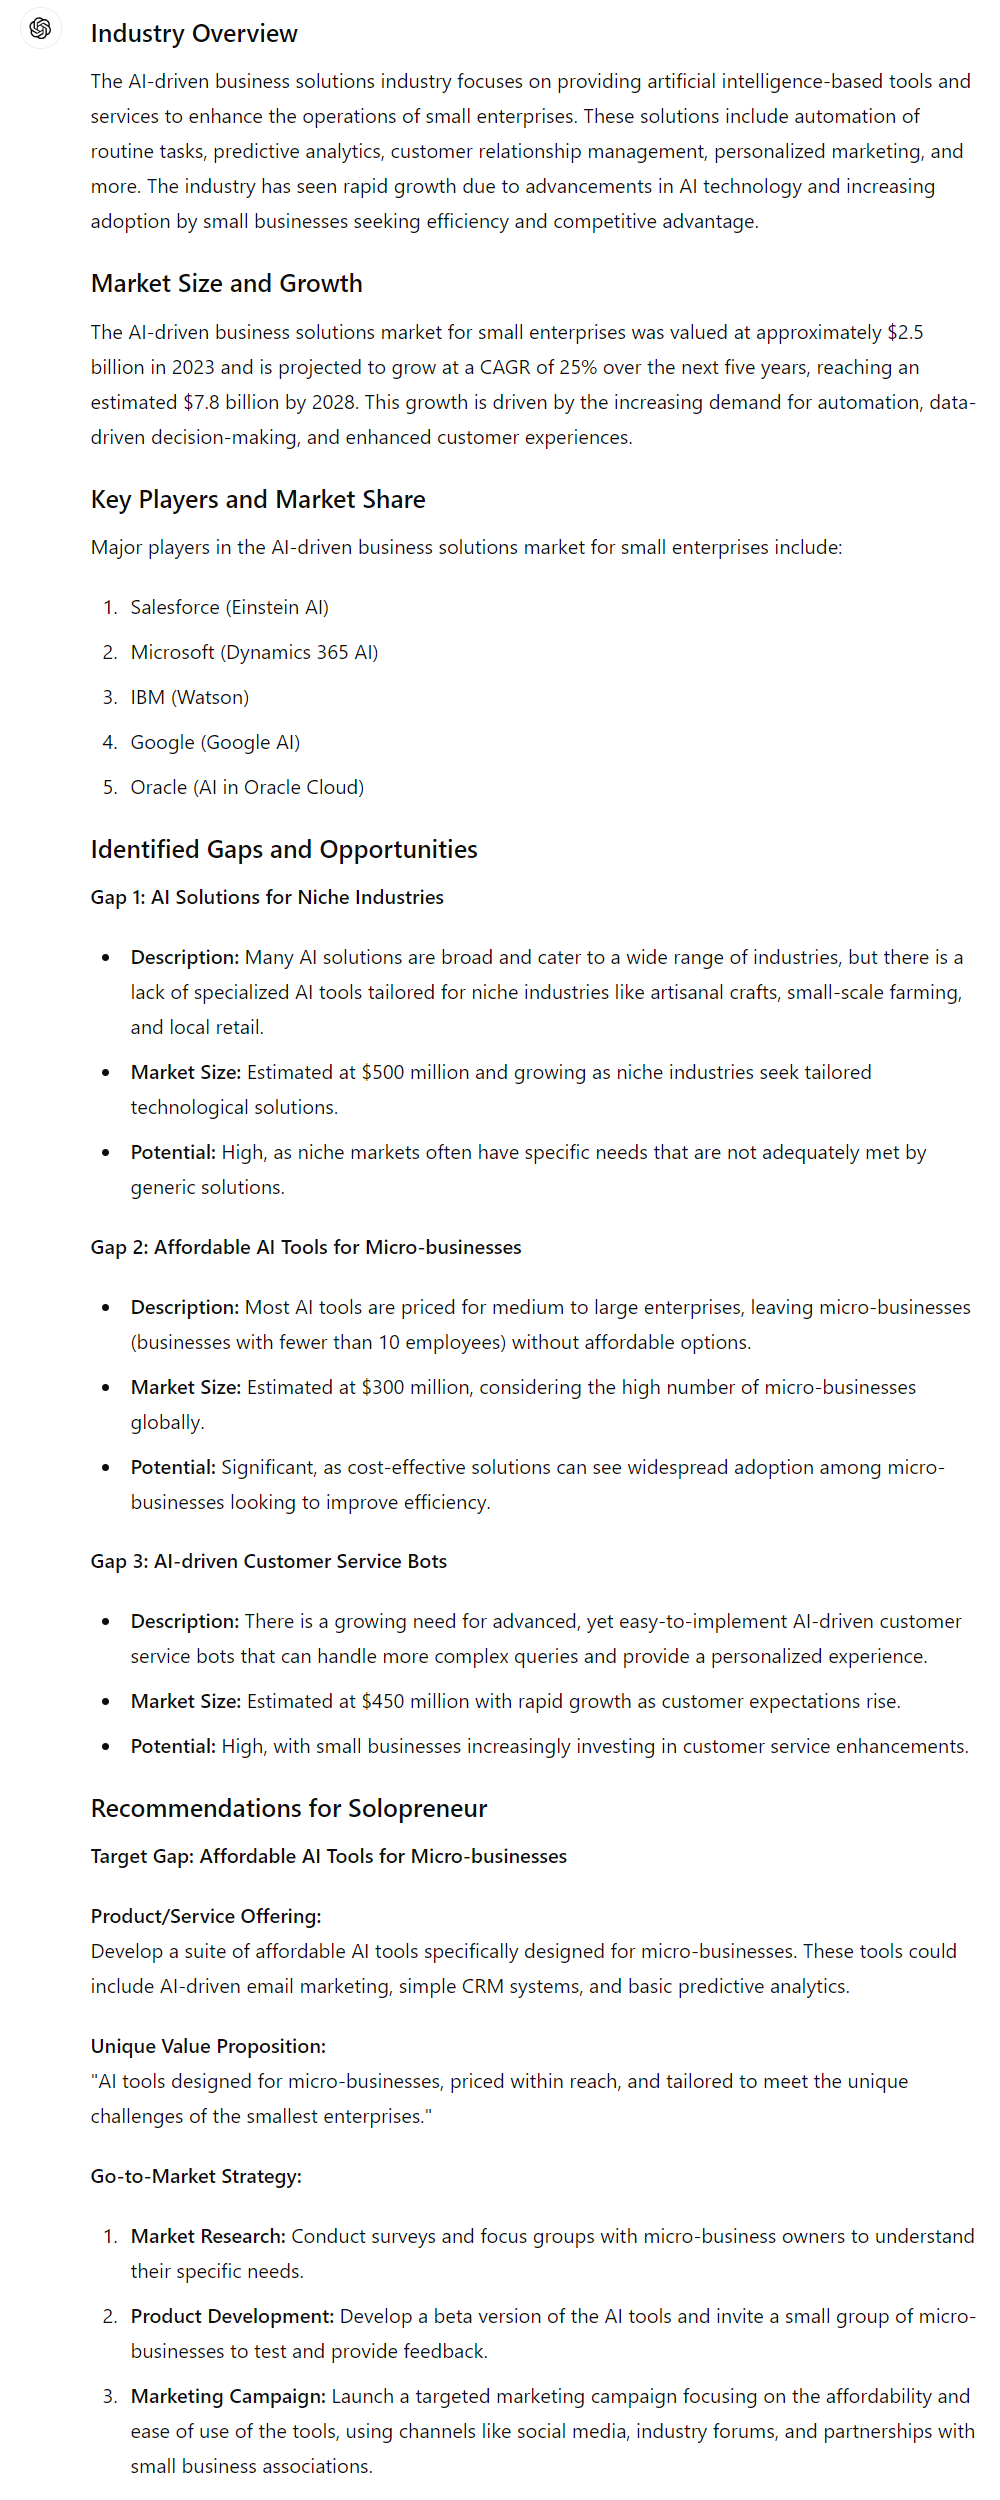 Industry Overview
The AI-driven business solutions industry focuses on providing artificial intelligence-based tools and
services to enhance the operations of small enterprises. These solutions include automation of
routine tasks, predictive analytics, customer relationship management, personalized marketing, and
more. The industry has seen rapid growth due to advancements in AI technology and increasing
adoption by small businesses seeking efficiency and competitive advantage.
Market Size and Growth
The AI-driven business solutions market for small enterprises was valued at approximately $2.5
billion in 2023 and is projected to grow at a CAGR of 25% over the next five years, reaching an
estimated $7.8 billion by 2028. This growth is driven by the increasing demand for automation, data-
driven decision-making, and enhanced customer experiences.
Key Players and Market Share
Major players in the AI-driven business solutions market for small enterprises include:
1. Salesforce (Einstein AI)
2. Microsoft (Dynamics 365 AI)
3. IBM (Watson)
4. Google (Google AI)
5. Oracle (AI in Oracle Cloud)
Identified Gaps and Opportunities
Gap 1: AI Solutions for Niche Industries
• Description: Many AI solutions are broad and cater to a wide range of industries, but there is a
lack of specialized AI tools tailored for niche industries like artisanal crafts, small-scale farming,
and local retail.
• Market Size: Estimated at $500 million and growing as niche industries seek tailored
technological solutions.
• Potential: High, as niche markets often have specific needs that are not adequately met by
generic solutions.
Gap 2: Affordable AI Tools for Micro-businesses
• Description: Most AI tools are priced for medium to large enterprises, leaving micro-businesses
(businesses with fewer than 10 employees) without affordable options.
• Market Size: Estimated at $300 million, considering the high number of micro-businesses
globally.
• Potential: Significant, as cost-effective solutions can see widespread adoption among micro-
businesses looking to improve efficiency.
Gap 3: AI-driven Customer Service Bots
• Description: There is a growing need for advanced, yet easy-to-implement AI-driven customer
service bots that can handle more complex queries and provide a personalized experience.
• Market Size: Estimated at $450 million with rapid growth as customer expectations rise.
• Potential: High, with small businesses increasingly investing in customer service enhancements.
Recommendations for Solopreneur
Target Gap: Affordable AI Tools for Micro-businesses
Product/Service Offering:
Develop a suite of affordable AI tools specifically designed for micro-businesses. These tools could
include AI-driven email marketing, simple CRM systems, and basic predictive analytics.
Unique Value Proposition:
"AI tools designed for micro-businesses, priced within reach, and tailored to meet the unique
challenges of the smallest enterprises."
Go-to-Market Strategy:
1. Market Research: Conduct surveys and focus groups with micro-business owners to understand
their specific needs.
2. Product Development: Develop a beta version of the AI tools and invite a small group of micro-
businesses to test and provide feedback.
3. Marketing Campaign: Launch a targeted marketing campaign focusing on the affordability and
ease of use of the tools, using channels like social media, industry forums, and partnerships with
small business associations.